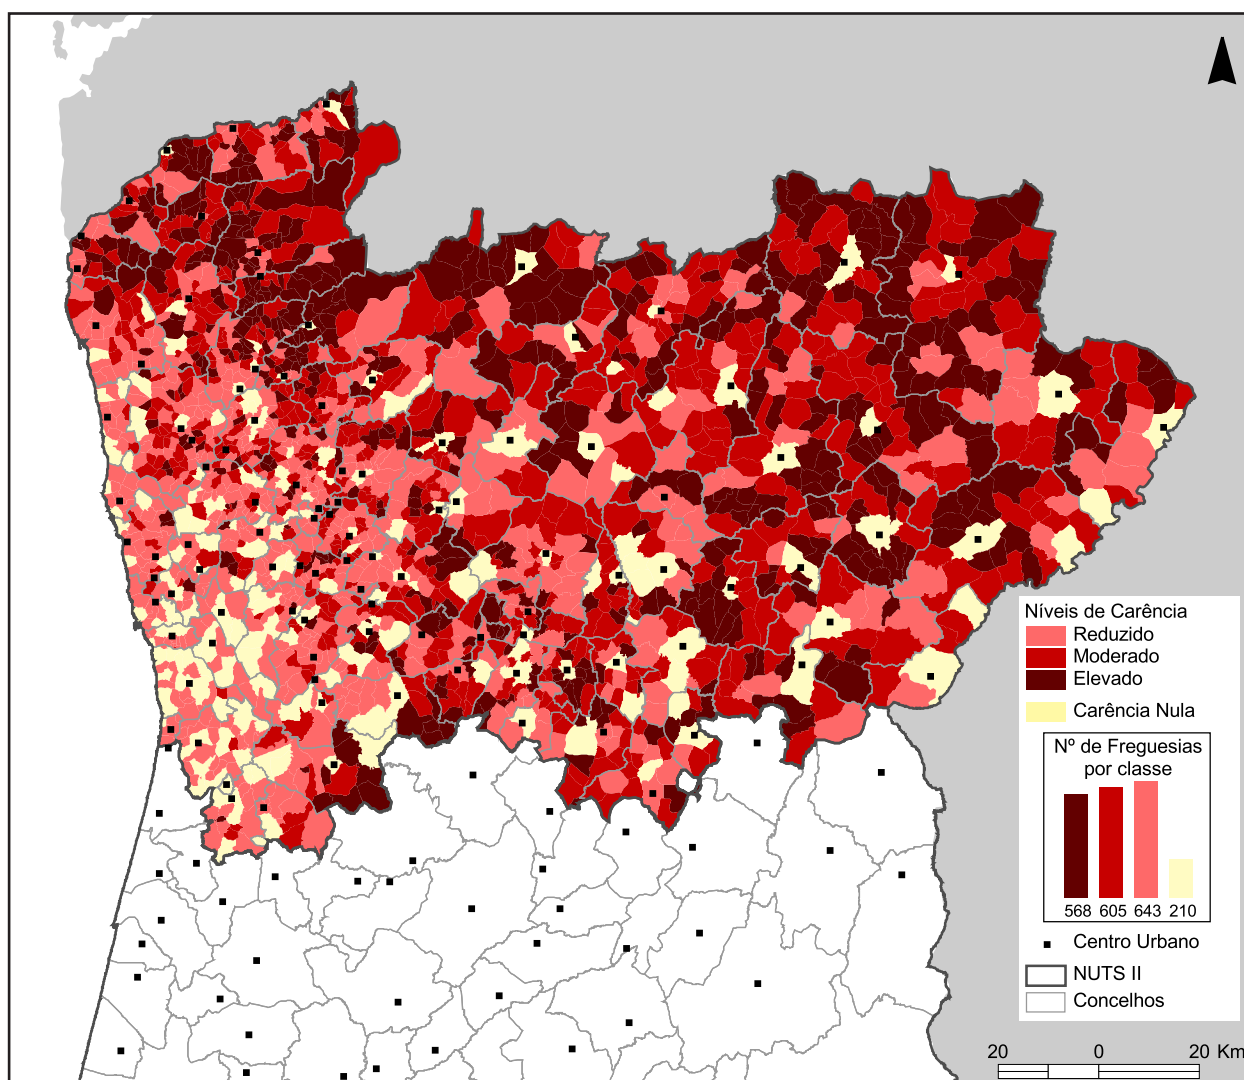 Níveis de Carência
Reduzido
Moderado
Elevado
Carência Nula
Nº de Freguesias
por classe
568 605 643 210
Centro Urbano
NUTS II
Concelhos
20 0 20 Km